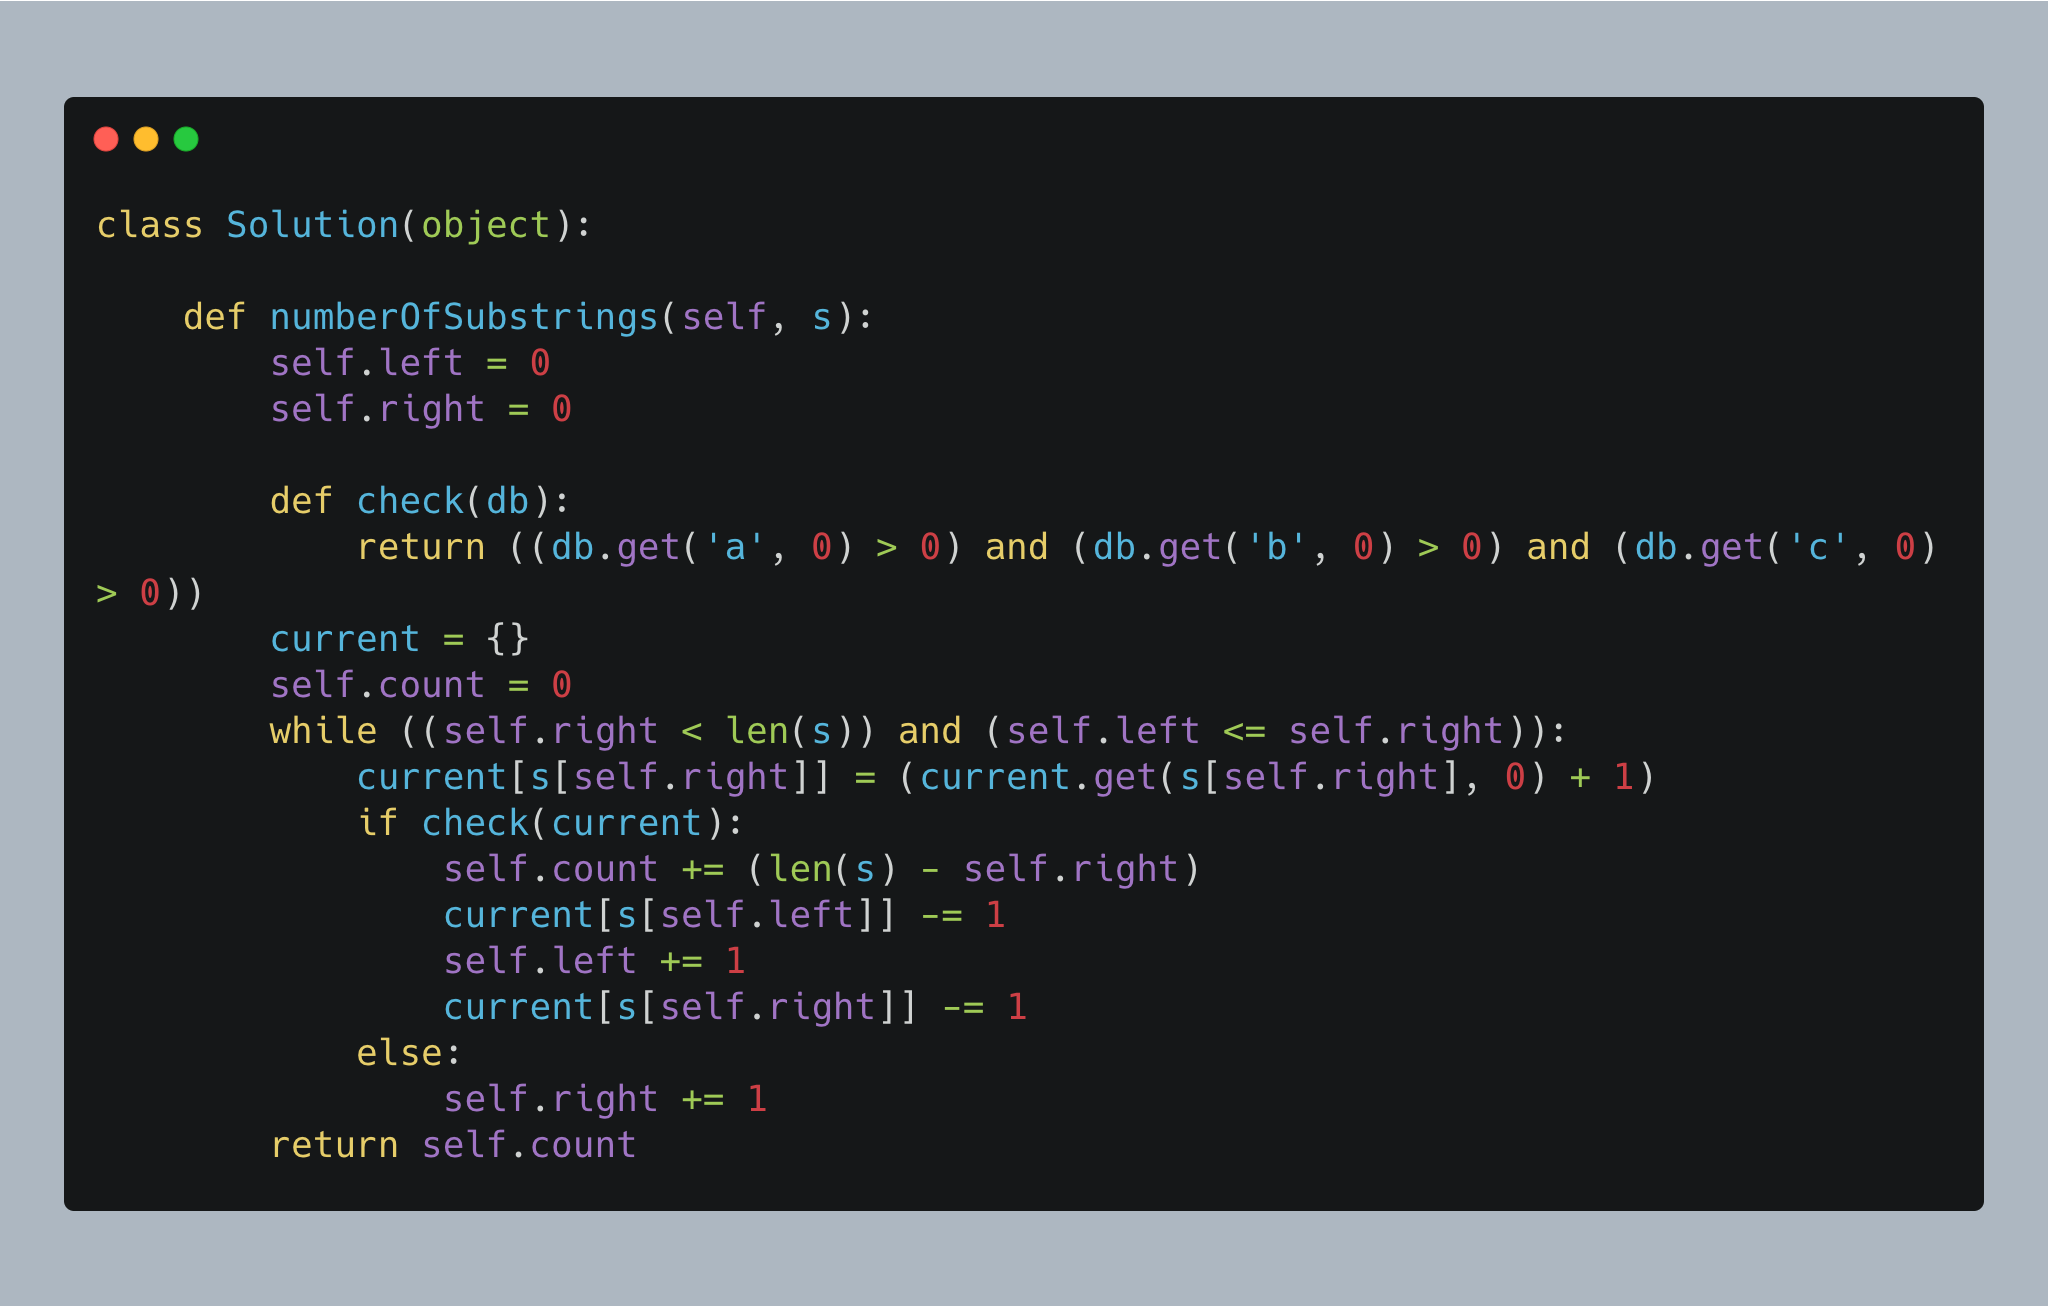 class Solution(object):
    def numberOfSubstrings(self, s):
        self.left = 0
        self.right = 0
        def check(db):
            return ((db.get('a', 0) > 0) and (db.get('b', 0) > 0) and (db.get('c', 0)
> 0))
        current = {}
        self.count = 0
        while ((self.right < len(s)) and (self.left <= self.right)):
            current[s[self.right]] = (current.get(s[self.right], 0) + 1)
            if check(current):
                self.count += (len(s) - self.right)
                current[s[self.left]] -= 1
                self.left += 1
                current[s[self.right]] -= 1
            else:
                self.right += 1
        return self.count